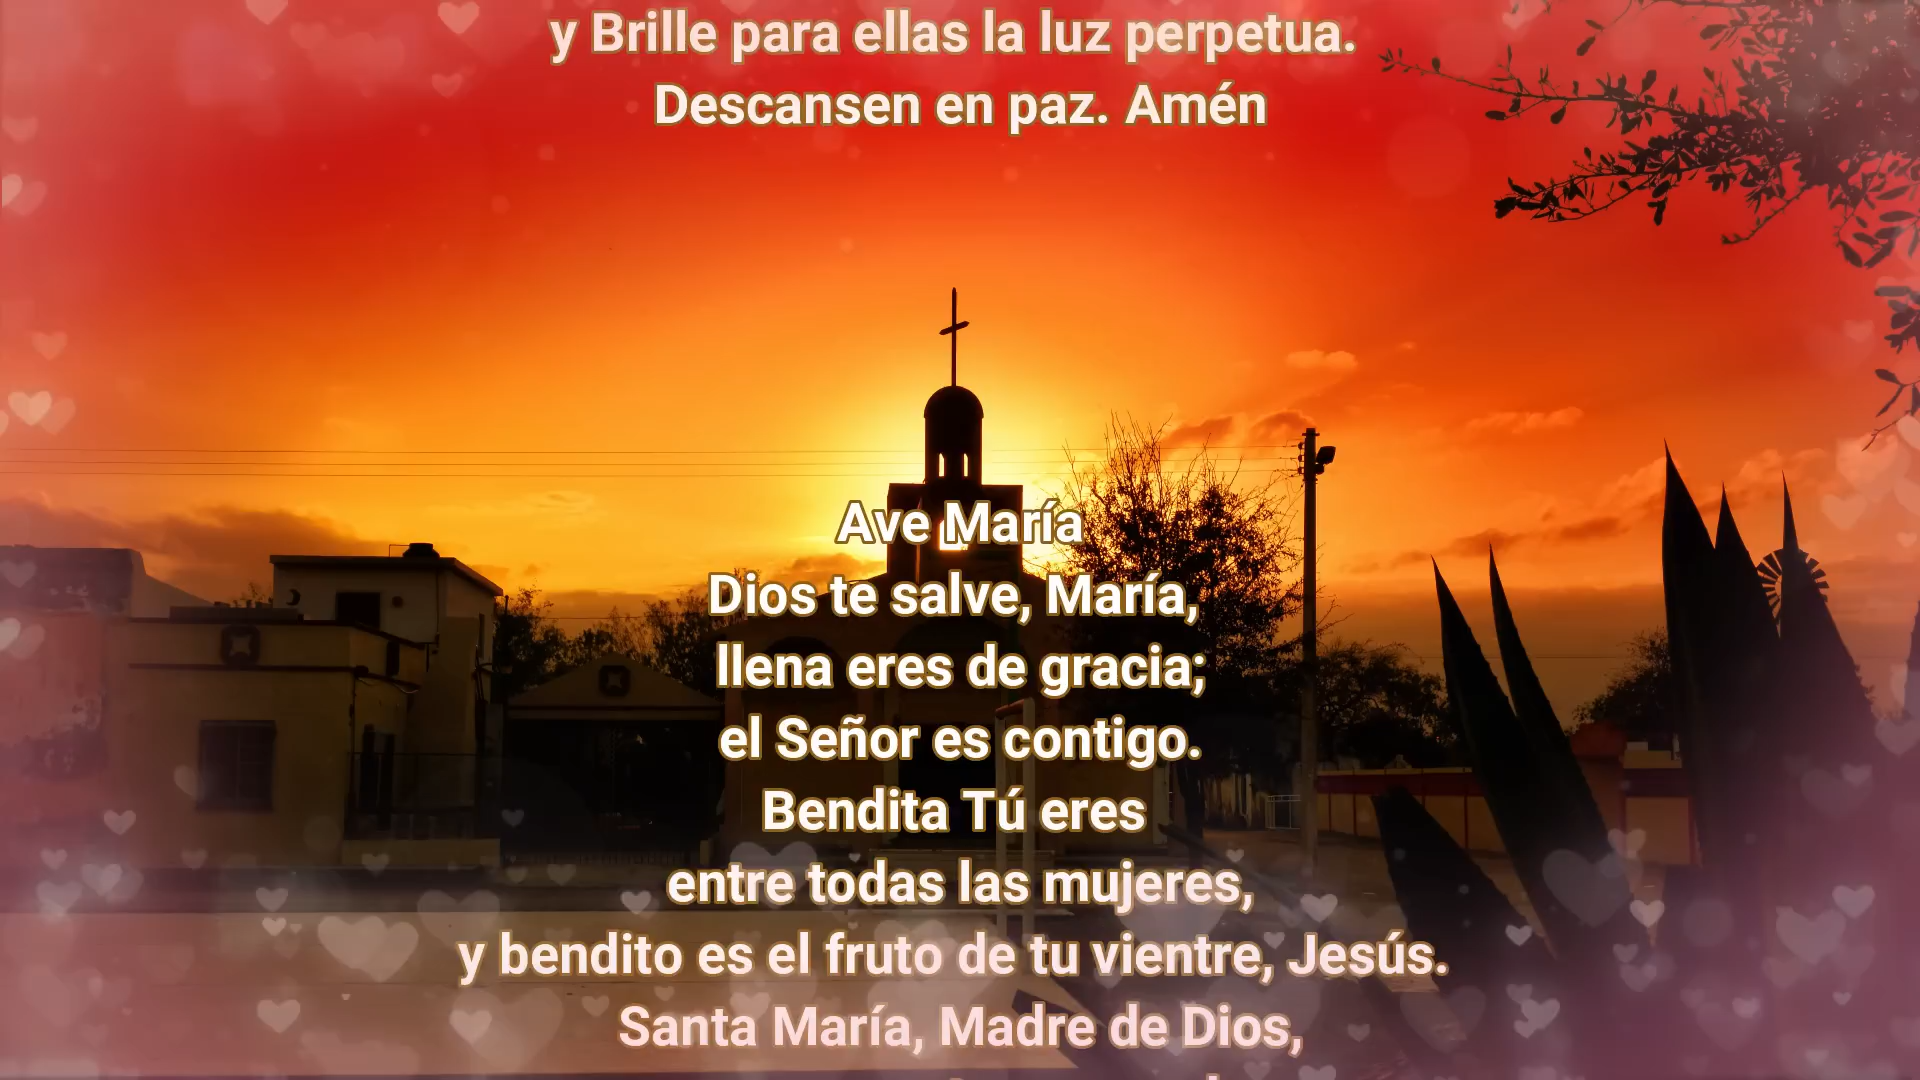 y Brille para ellas la luz perpetua.
Descansen en paz. Amén
Ave María
Dios te salve, María,
llena eres de gracia;
el Señor es contigo.
Bendita Tú eres
entre todas las mujeres,
y bendito es el fruto de tu vientre, Jesús.
Santa María, Madre de Dios,